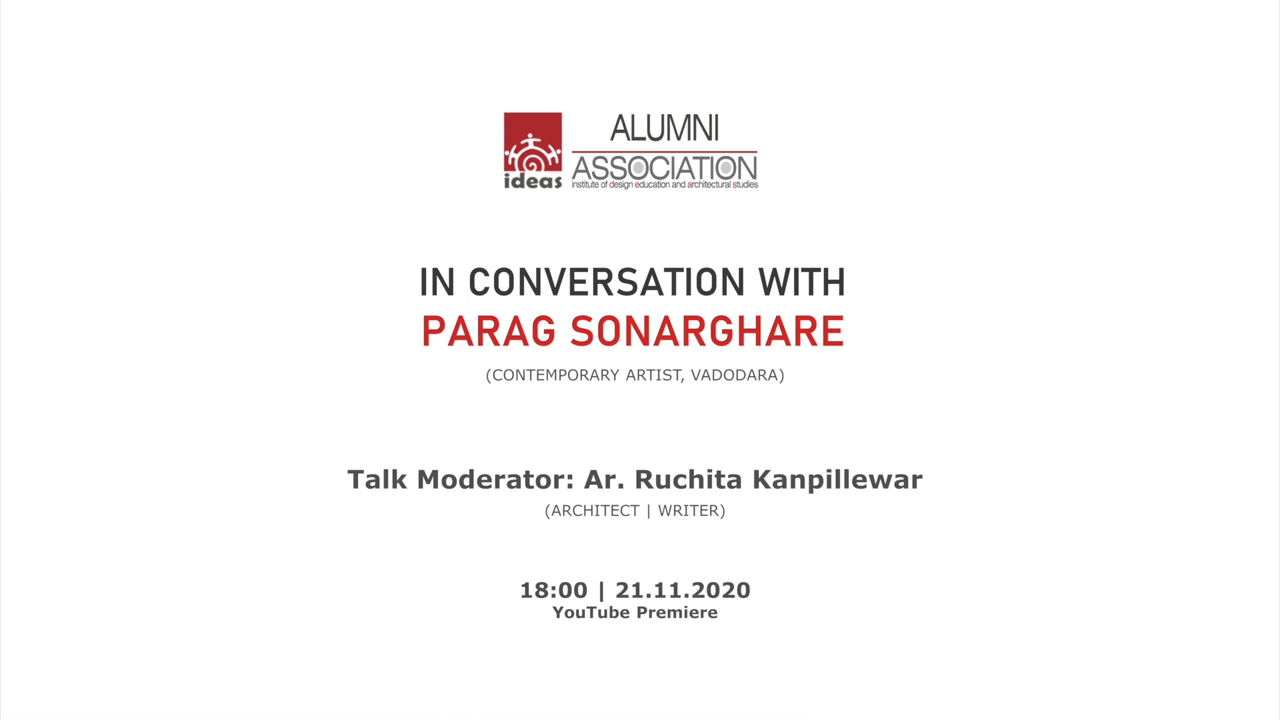 ideas
ALUMNI
ASSOCIATION
institute of design education and architectural studies
IN CONVERSATION WITH
PARAG SONARGHARE
(CONTEMPORARY ARTIST, VADODARA)
Talk Moderator: Ar. Ruchita Kanpillewar
(ARCHITECT | WRITER)
18:00 | 21.11.2020
YouTube Premiere